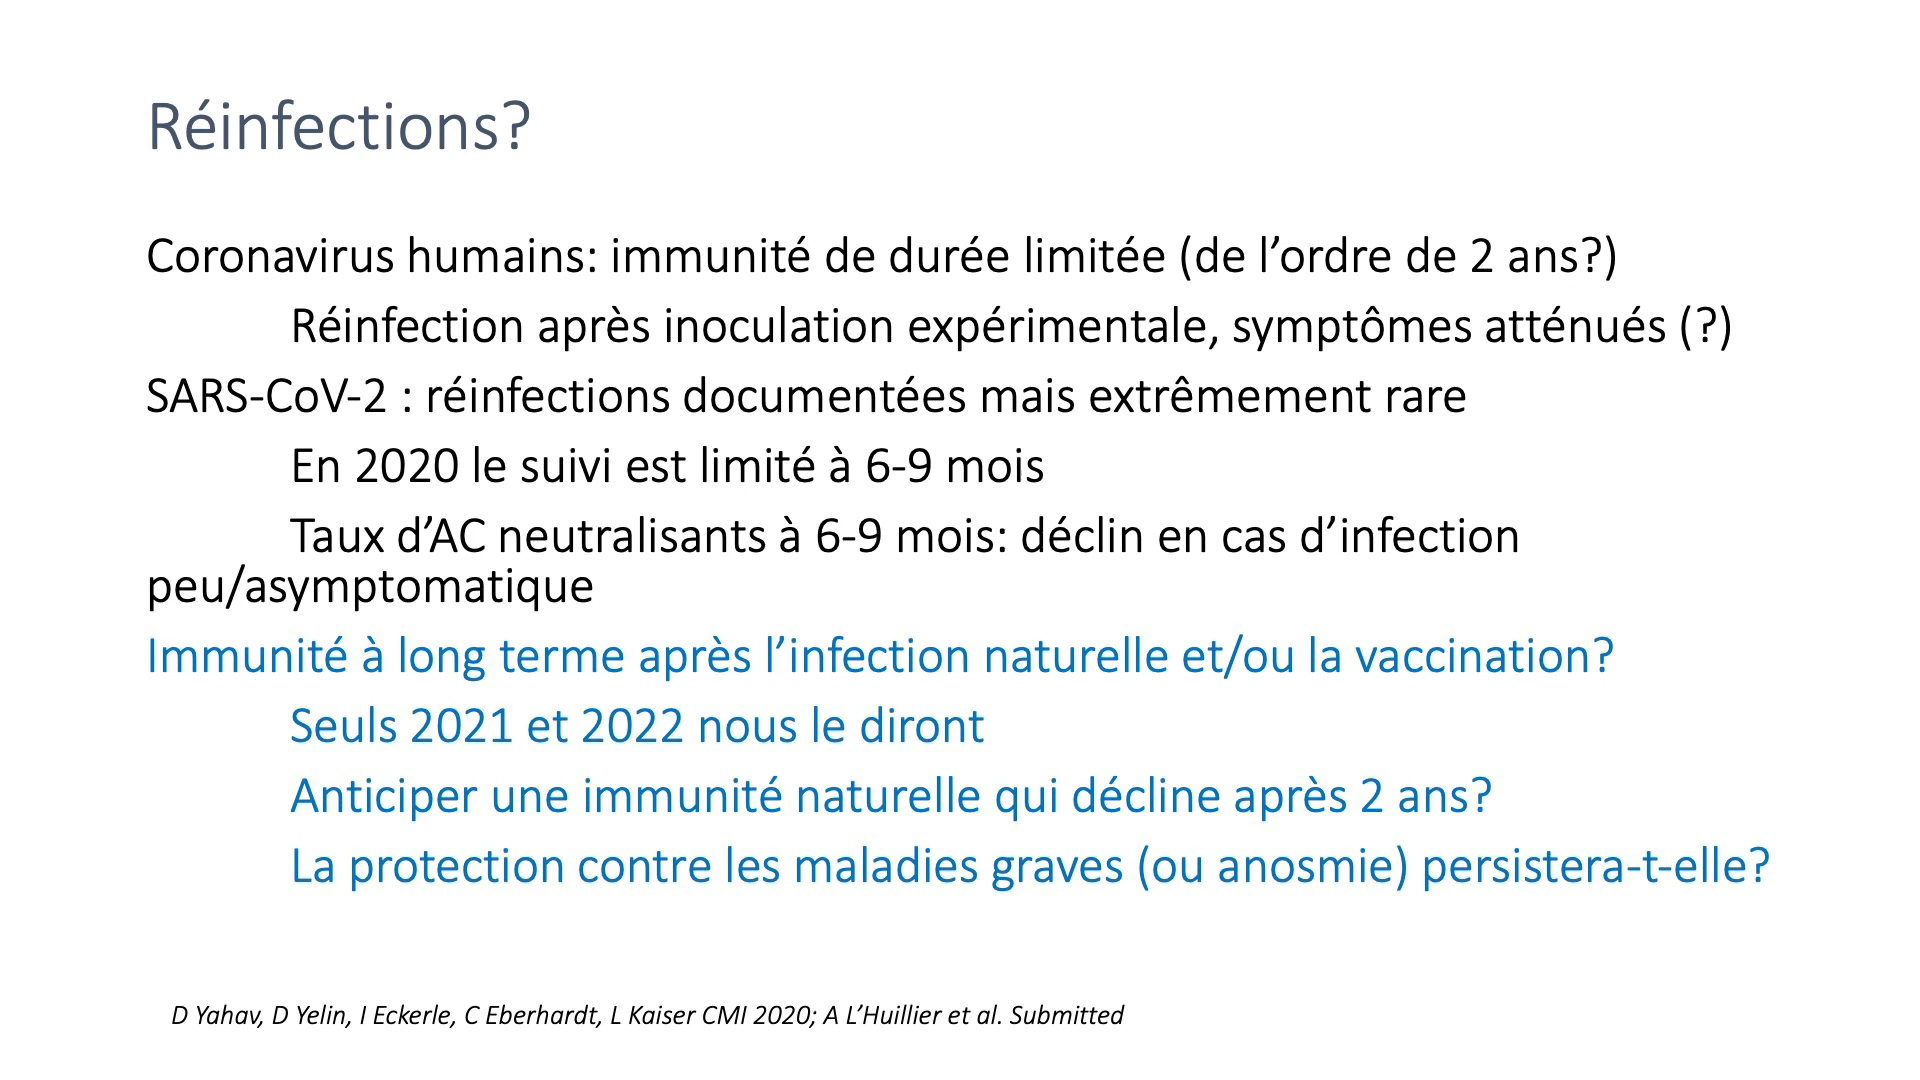 Réinfections?
Coronavirus humains: immunité de durée limitée (de l’ordre de 2 ans?)
Réinfection après inoculation expérimentale, symptômes atténués (?)
SARS-CoV-2 : réinfections documentées mais extrêmement rare
En 2020 le suivi est limité à 6-9 mois
Taux d’AC neutralisants à 6-9 mois: déclin en cas d’infection
peu/asymptomatique
Immunité à long terme après l’infection naturelle et/ou la vaccination?
Seuls 2021 et 2022 nous le diront
Anticiper une immunité naturelle qui décline après 2 ans?
La protection contre les maladies graves (ou anosmie) persistera-t-elle?
D Yahav, D Yelin, I Eckerle, C Eberhardt, L Kaiser CMI 2020; A L’Huillier et al. Submitted